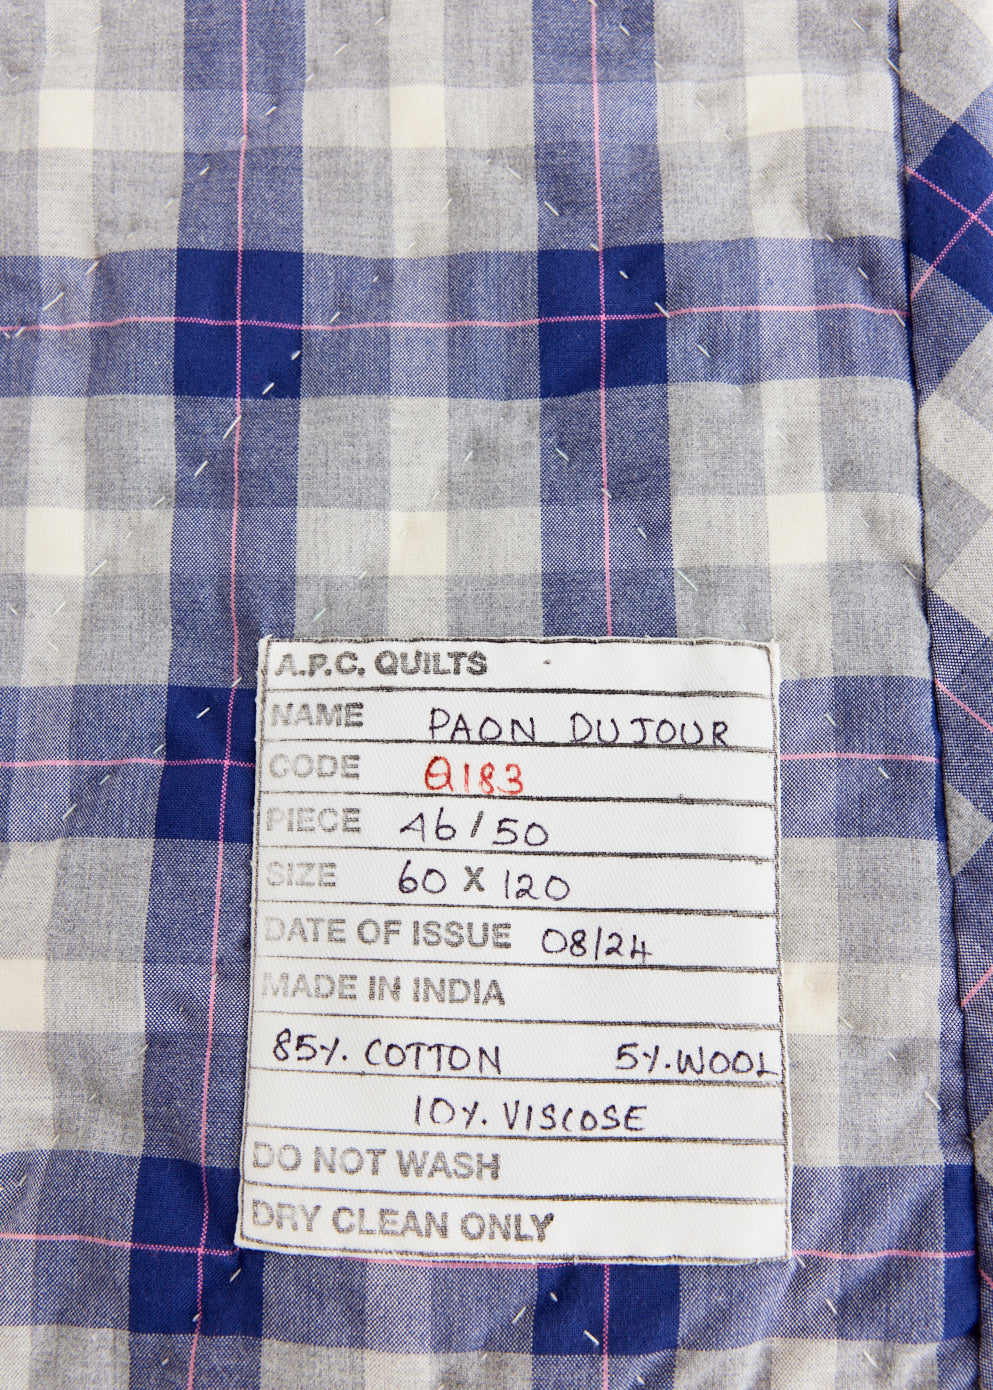 A.P.C. QUILTS
NAME PAON DU JOUR
CODE Q183
PIECE 46/50
SIZE 60 X 120
DATE OF ISSUE 08/24
MADE IN INDIA
85%. COTTON 5%. WOOL
10%. VISCOSE
DO NOT WASH
DRY CLEAN ONLY